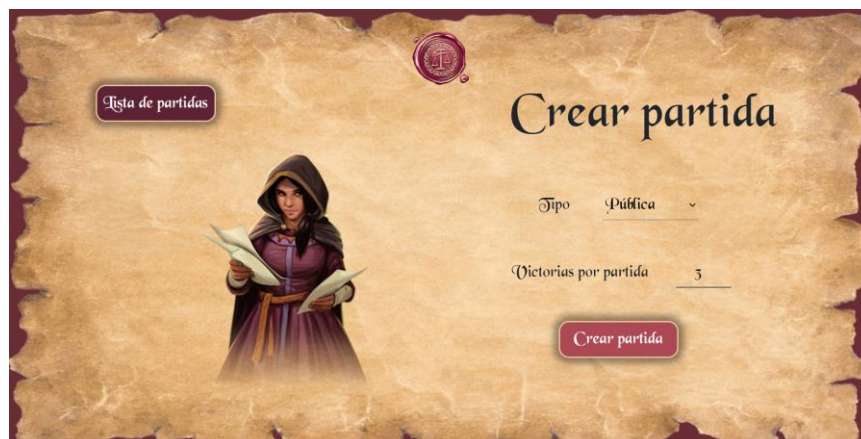 Lista de partidas
Crear partida
Tipo Pública
Victorias por partida 3
Crear partida